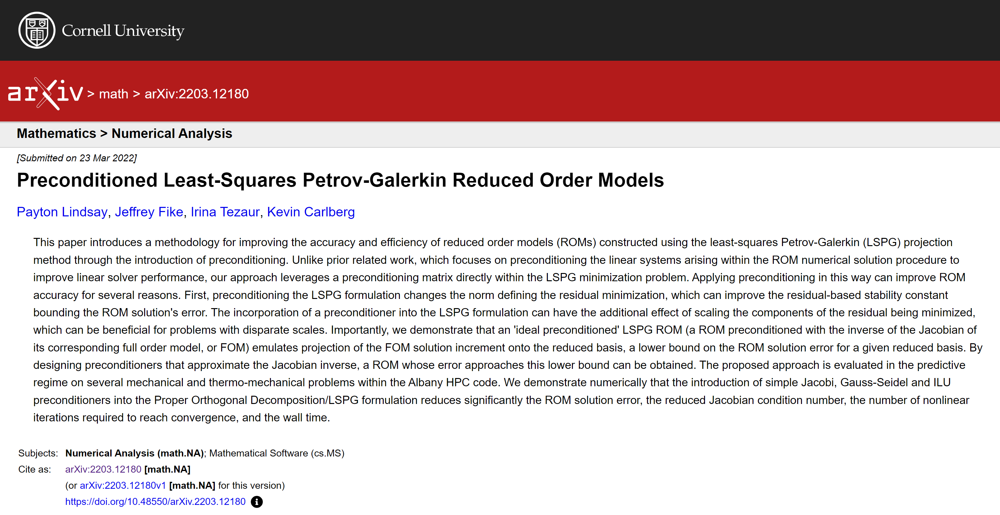 Cornell University
arXiv > math > arXiv:2203.12180
Mathematics > Numerical Analysis
[Submitted on 23 Mar 2022]
Preconditioned Least-Squares Petrov-Galerkin Reduced Order Models
Payton Lindsay, Jeffrey Fike, Irina Tezaur, Kevin Carlberg
This paper introduces a methodology for improving the accuracy and efficiency of reduced order models (ROMs) constructed using the least-squares Petrov-Galerkin (LSPG) projection
method through the introduction of preconditioning. Unlike prior related work, which focuses on preconditioning the linear systems arising within the ROM numerical solution procedure to
improve linear solver performance, our approach leverages a preconditioning matrix directly within the LSPG minimization problem. Applying preconditioning in this way can improve ROM
accuracy for several reasons. First, preconditioning the LSPG formulation changes the norm defining the residual minimization, which can improve the residual-based stability constant
bounding the ROM solution's error. The incorporation of a preconditioner into the LSPG formulation can have the additional effect of scaling the components of the residual being minimized,
which can be beneficial for problems with disparate scales. Importantly, we demonstrate that an 'ideal preconditioned' LSPG ROM (a ROM preconditioned with the inverse of the Jacobian of
its corresponding full order model, or FOM) emulates projection of the FOM solution increment onto the reduced basis, a lower bound on the ROM solution error for a given reduced basis. By
designing preconditioners that approximate the Jacobian inverse, a ROM whose error approaches this lower bound can be obtained. The proposed approach is evaluated in the predictive
regime on several mechanical and thermo-mechanical problems within the Albany HPC code. We demonstrate numerically that the introduction of simple Jacobi, Gauss-Seidel and ILU
preconditioners into the Proper Orthogonal Decomposition/LSPG formulation reduces significantly the ROM solution error, the reduced Jacobian condition number, the number of nonlinear
iterations required to reach convergence, and the wall time.
Subjects: Numerical Analysis (math.NA); Mathematical Software (cs.MS)
Cite as: arXiv:2203.12180 [math.NA]
(or arXiv:2203.12180v1 [math.NA] for this version)
https://doi.org/10.48550/arXiv.2203.12180